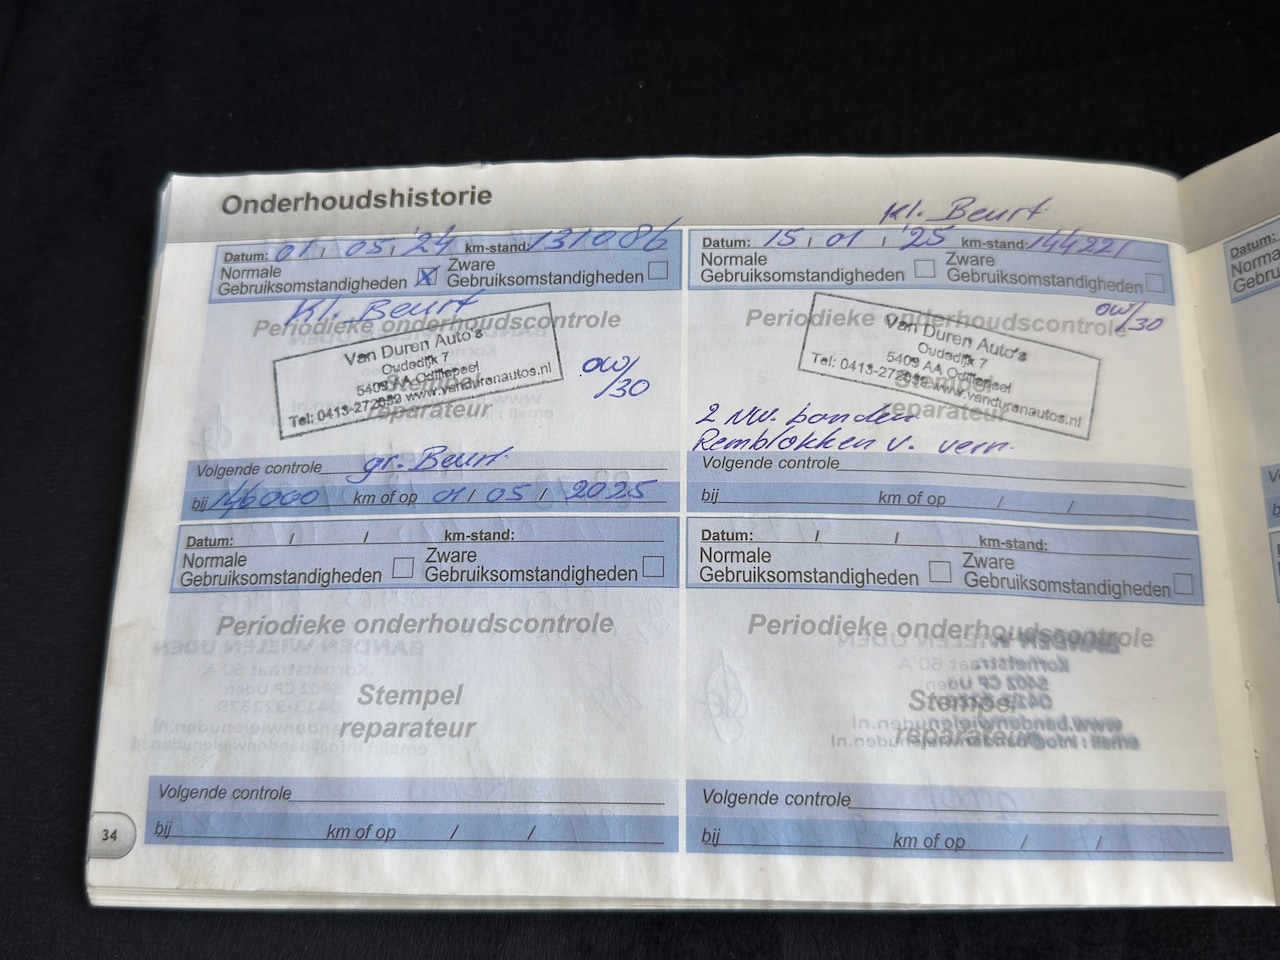 Onderhoudshistorie
Kl. Beurt
Datum: 01 / 05 / '24 km-stand: 131086
Normale
Gebruiksomstandigheden X
Zware
Gebruiksomstandigheden
Kl. Beurt
Periodieke onderhoudscontrole
Van Duren Auto's
Oudedijk 7
5409 AA Odiliapeel
Tel: 0413-272859 www.vandurenautos.nl
Stempel
reparateur
OW/30
Volgende controle gr. Beurt
bij 146000 km of op 01 / 05 / 2025
Datum: 15 / 01 / '25 km-stand: 144221
Normale
Gebruiksomstandigheden
Zware
Gebruiksomstandigheden
Periodieke onderhoudscontrole
OW/30
Van Duren Auto's
Oudedijk 7
5409 AA Odiliapeel
Tel: 0413-272859 www.vandurenautos.nl
Stempel
reparateur
2 NW. banden
Remblokken v. vern.
Volgende controle
bij km of op / /
Datum: / / km-stand:
Normale
Gebruiksomstandigheden
Zware
Gebruiksomstandigheden
Periodieke onderhoudscontrole
Stempel
reparateur
Volgende controle
bij km of op / /
Datum: / / km-stand:
Normale
Gebruiksomstandigheden
Zware
Gebruiksomstandigheden
Periodieke onderhoudscontrole
Stempel
reparateur
Volgende controle
bij km of op / /
34
Datum: